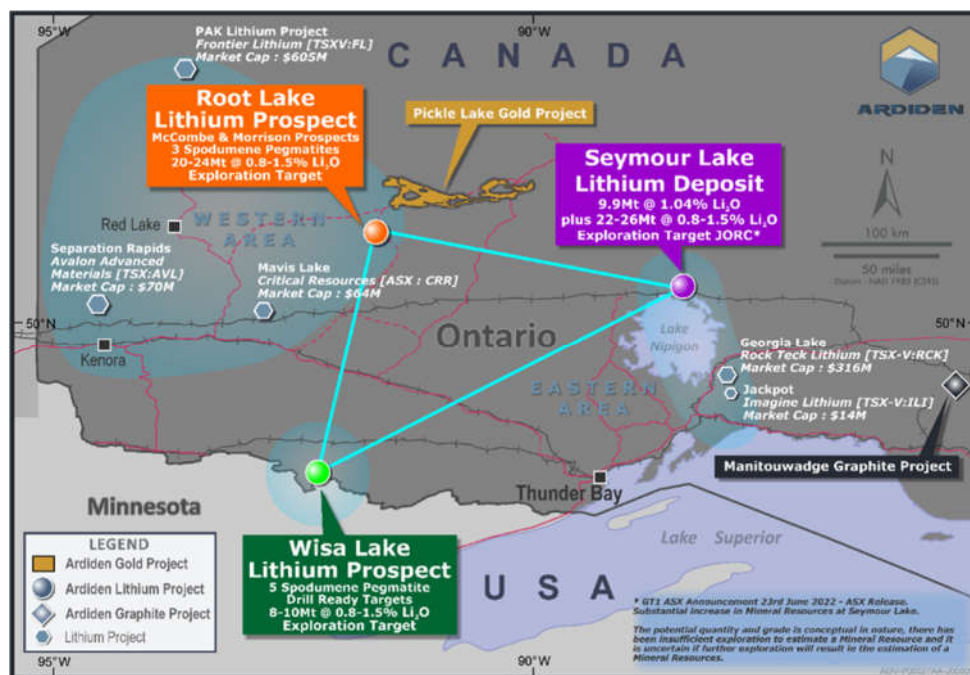 95°W
90°W
PAK Lithium Project
Frontier Lithium [TSXV:FL]
Market Cap : $605M
CANADA
ARDIDEN
Root Lake
Lithium Prospect
McCombe & Morrison Prospects
3 Spodumene Pegmatites
20-24Mt @ 0.8-1.5% Li₂O
Exploration Target
Pickle Lake Gold Project
Seymour Lake
Lithium Deposit
9.9Mt @ 1.04% Li₂O
plus 22-26Mt @ 0.8-1.5% Li₂O
Exploration Target JORC*
N
100 km
50 miles
Datum - NAD 1983 (CSRS)
Red Lake
WESTERN
AREA
Separation Rapids
Avalon Advanced
Materials [TSX:AVL]
Market Cap : $70M
Mavis Lake
Critical Resources [ASX : CRR]
Market Cap : $64M
50°N
50°N
Kenora
Ontario
Lake
Nipigon
EASTERN
AREA
Georgia Lake
Rock Teck Lithium [TSX-V:RCK]
Market Cap : $316M
Jackpot
Imagine Lithium [TSX-V:ILI]
Market Cap : $14M
Manitouwadge Graphite Project
Thunder Bay
Minnesota
Lake Superior
USA
Wisa Lake
Lithium Prospect
5 Spodumene Pegmatite
Drill Ready Targets
8-10Mt @ 0.8-1.5% Li₂O
Exploration Target
LEGEND
Ardiden Gold Project
Ardiden Lithium Project
Ardiden Graphite Project
Lithium Project
* GT1 ASX Announcement 23rd June 2022 - ASX Release.
Substantial increase in Mineral Resources at Seymour Lake.
The potential quantity and grade is conceptual in nature, there has
been insufficient exploration to estimate a Mineral Resource and it
is uncertain if further exploration will result in the estimation of a
Mineral Resources.
95°W
90°W